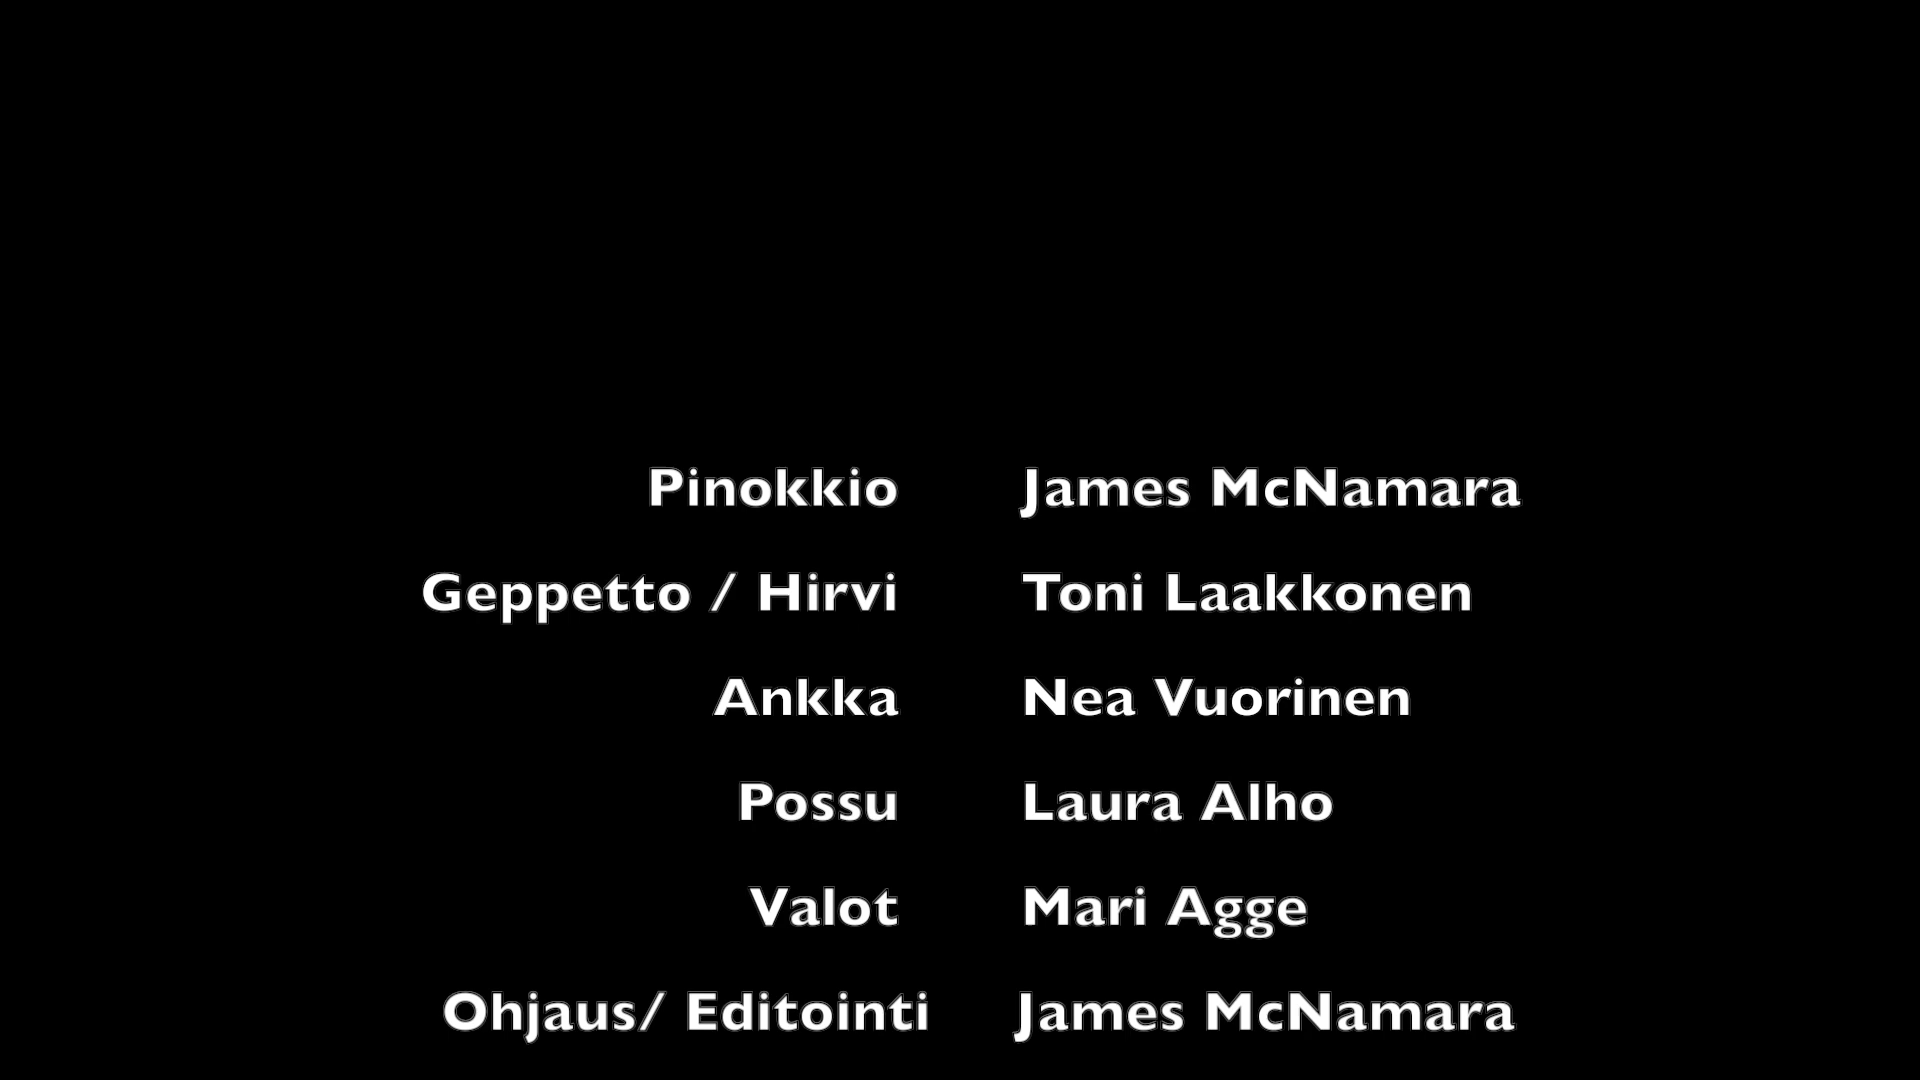 Pinokkio James McNamara
Geppetto / Hirvi Toni Laakkonen
Ankka Nea Vuorinen
Possu Laura Alho
Valot Mari Agge
Ohjaus/ Editointi James McNamara